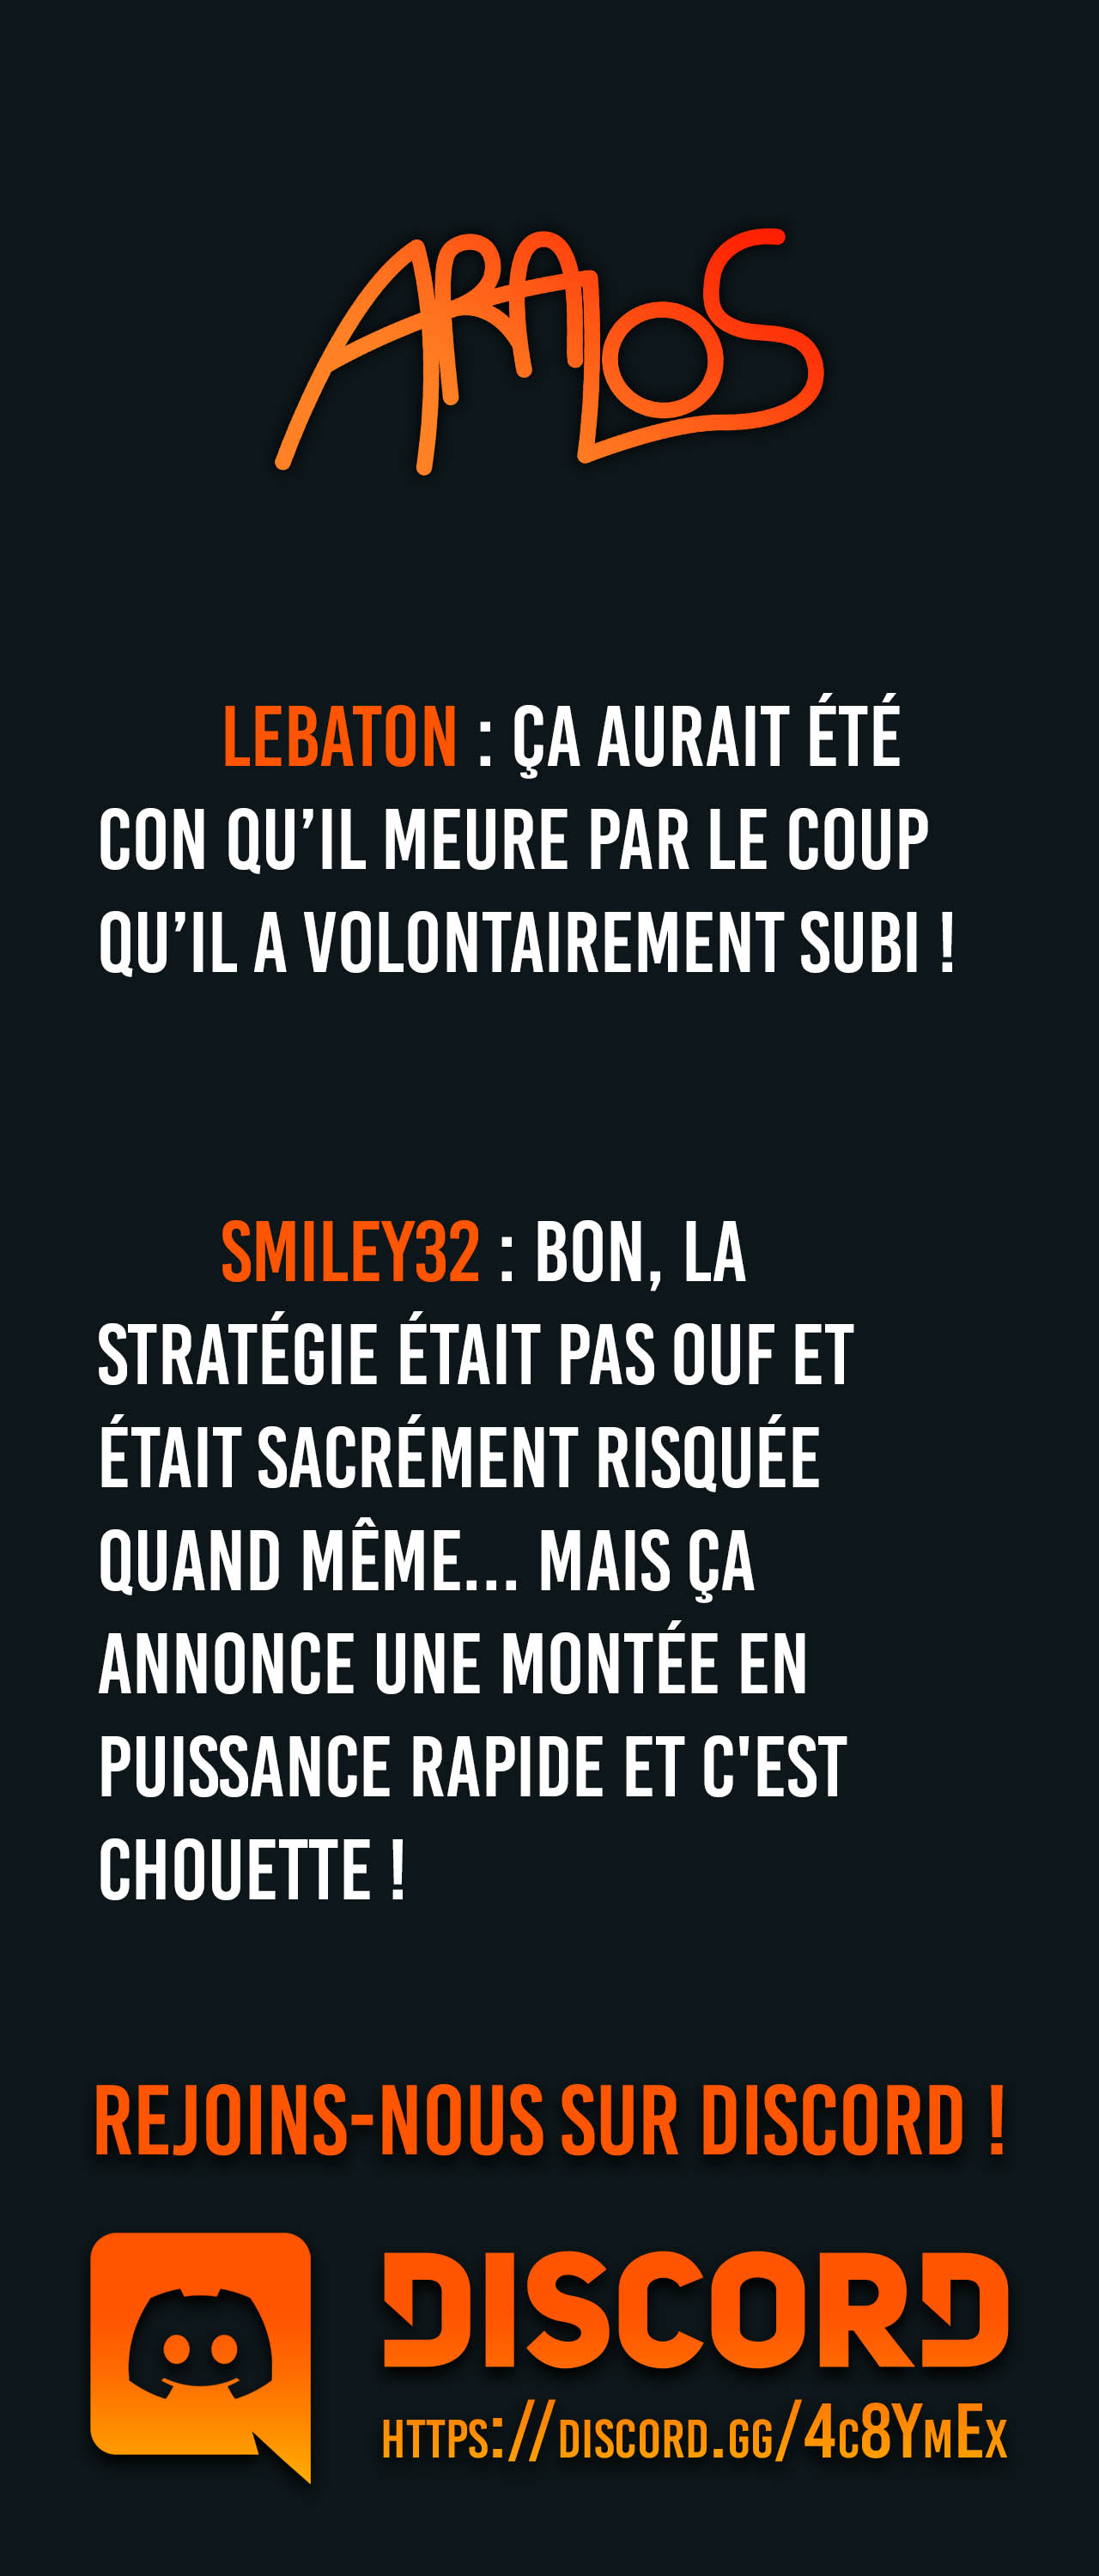 ARALOS
LEBATON : ÇA AURAIT ÉTÉ
CON QU’IL MEURE PAR LE COUP
QU’IL A VOLONTAIREMENT SUBI !
SMILEY32 : BON, LA
STRATÉGIE ÉTAIT PAS OUF ET
ÉTAIT SACRÉMENT RISQUÉE
QUAND MÊME... MAIS ÇA
ANNONCE UNE MONTÉE EN
PUISSANCE RAPIDE ET C'EST
CHOUETTE !
REJOINS-NOUS SUR DISCORD !
DISCORD
https://discord.gg/4c8YmEx